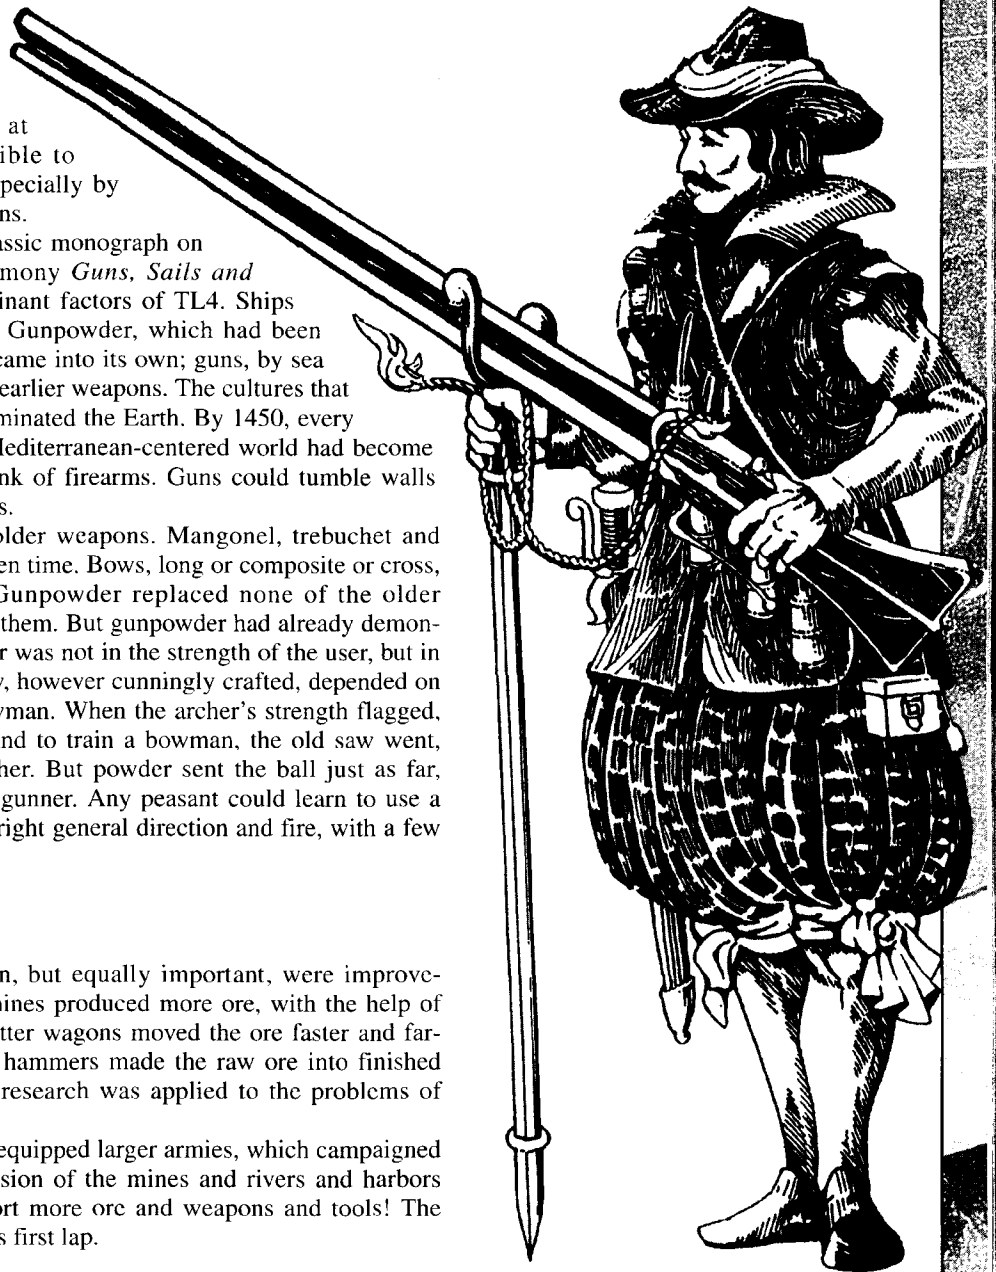 at
ible to
pecially by
ns.
assic monograph on
mony Guns, Sails and
inant factors of TL4. Ships
Gunpowder, which had been
came into its own; guns, by sea
earlier weapons. The cultures that
minated the Earth. By 1450, every
Mediterranean-centered world had become
nk of firearms. Guns could tumble walls
s.
older weapons. Mangonel, trebuchet and
en time. Bows, long or composite or cross,
Gunpowder replaced none of the older
them. But gunpowder had already demon-
r was not in the strength of the user, but in
y, however cunningly crafted, depended on
wman. When the archer's strength flagged,
nd to train a bowman, the old saw went,
her. But powder sent the ball just as far,
gunner. Any peasant could learn to use a
right general direction and fire, with a few
n, but equally important, were improve-
nines produced more ore, with the help of
tter wagons moved the ore faster and far-
hammers made the raw ore into finished
research was applied to the problems of
equipped larger armies, which campaigned
sion of the mines and rivers and harbors
ort more ore and weapons and tools! The
s first lap.